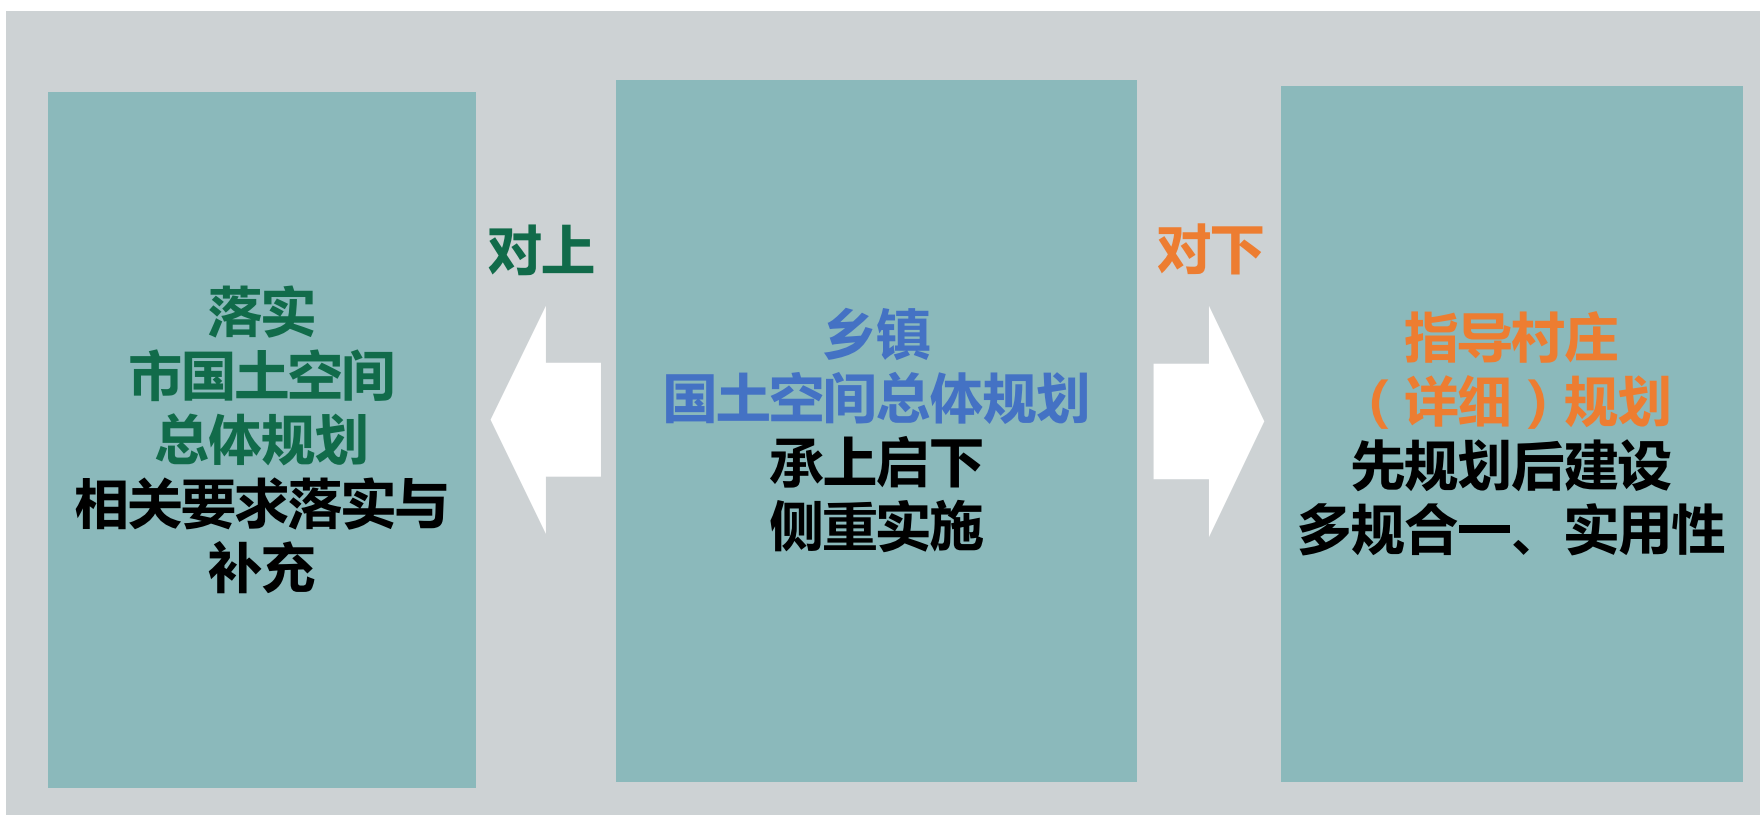 落实
市国土空间
总体规划
相关要求落实与
补充
对上
乡镇
国土空间总体规划
承上启下
侧重实施
对下
指导村庄
（详细）规划
先规划后建设
多规合一、实用性